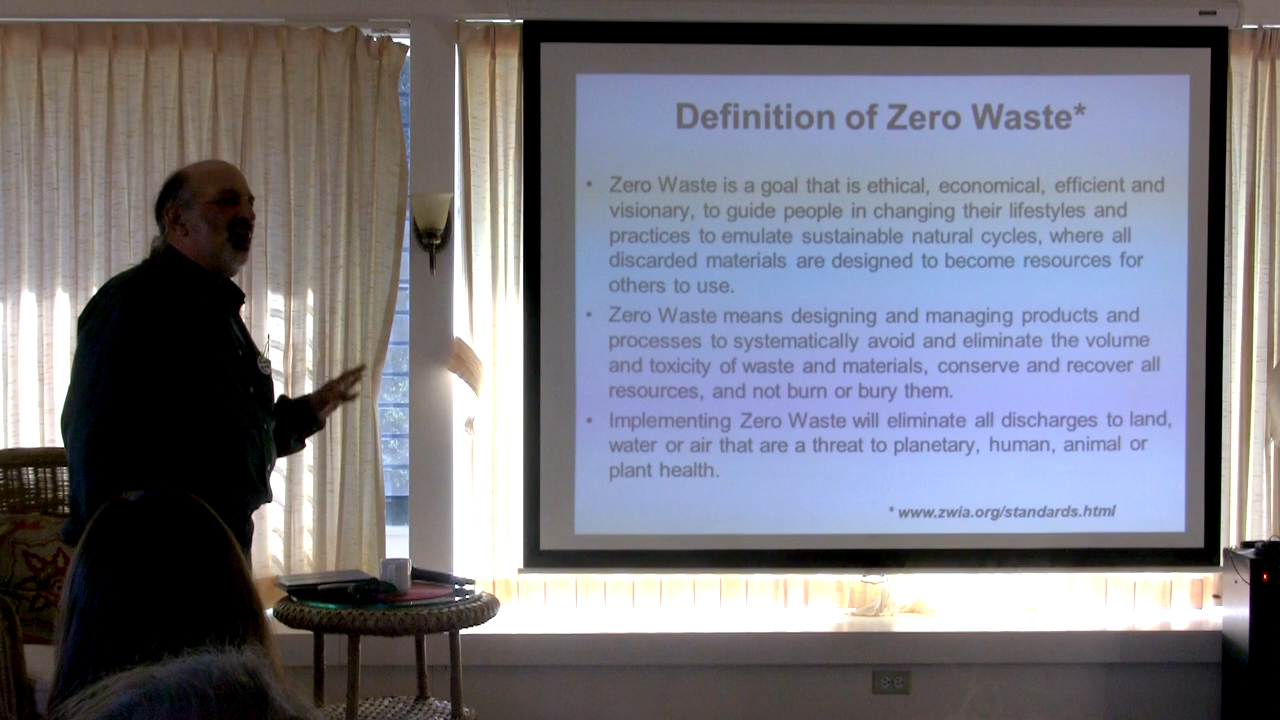 Definition of Zero Waste*
• Zero Waste is a goal that is ethical, economical, efficient and
visionary, to guide people in changing their lifestyles and
practices to emulate sustainable natural cycles, where all
discarded materials are designed to become resources for
others to use.
• Zero Waste means designing and managing products and
processes to systematically avoid and eliminate the volume
and toxicity of waste and materials, conserve and recover all
resources, and not burn or bury them.
• Implementing Zero Waste will eliminate all discharges to land,
water or air that are a threat to planetary, human, animal or
plant health.
* www.zwia.org/standards.html